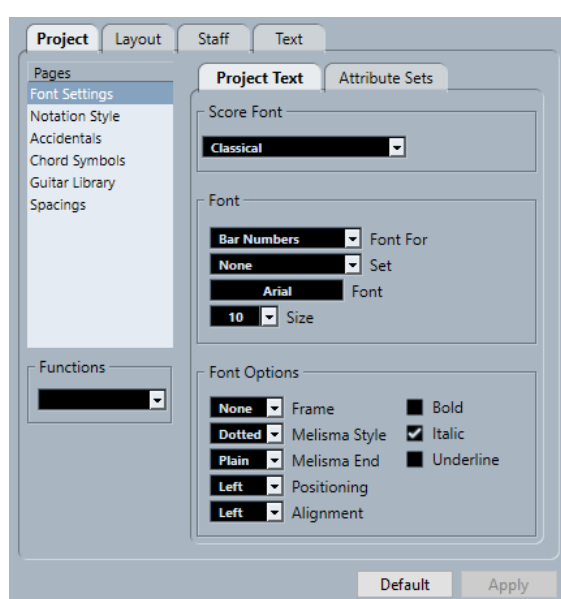 Project Layout Staff Text
Pages
Font Settings
Notation Style
Accidentals
Chord Symbols
Guitar Library
Spacings
Functions
Project Text Attribute Sets
Score Font
Classical
Font
Bar Numbers Font For
None Set
Arial Font
10 Size
Font Options
None Frame Bold
Dotted Melisma Style Italic
Plain Melisma End Underline
Left Positioning
Left Alignment
Default Apply